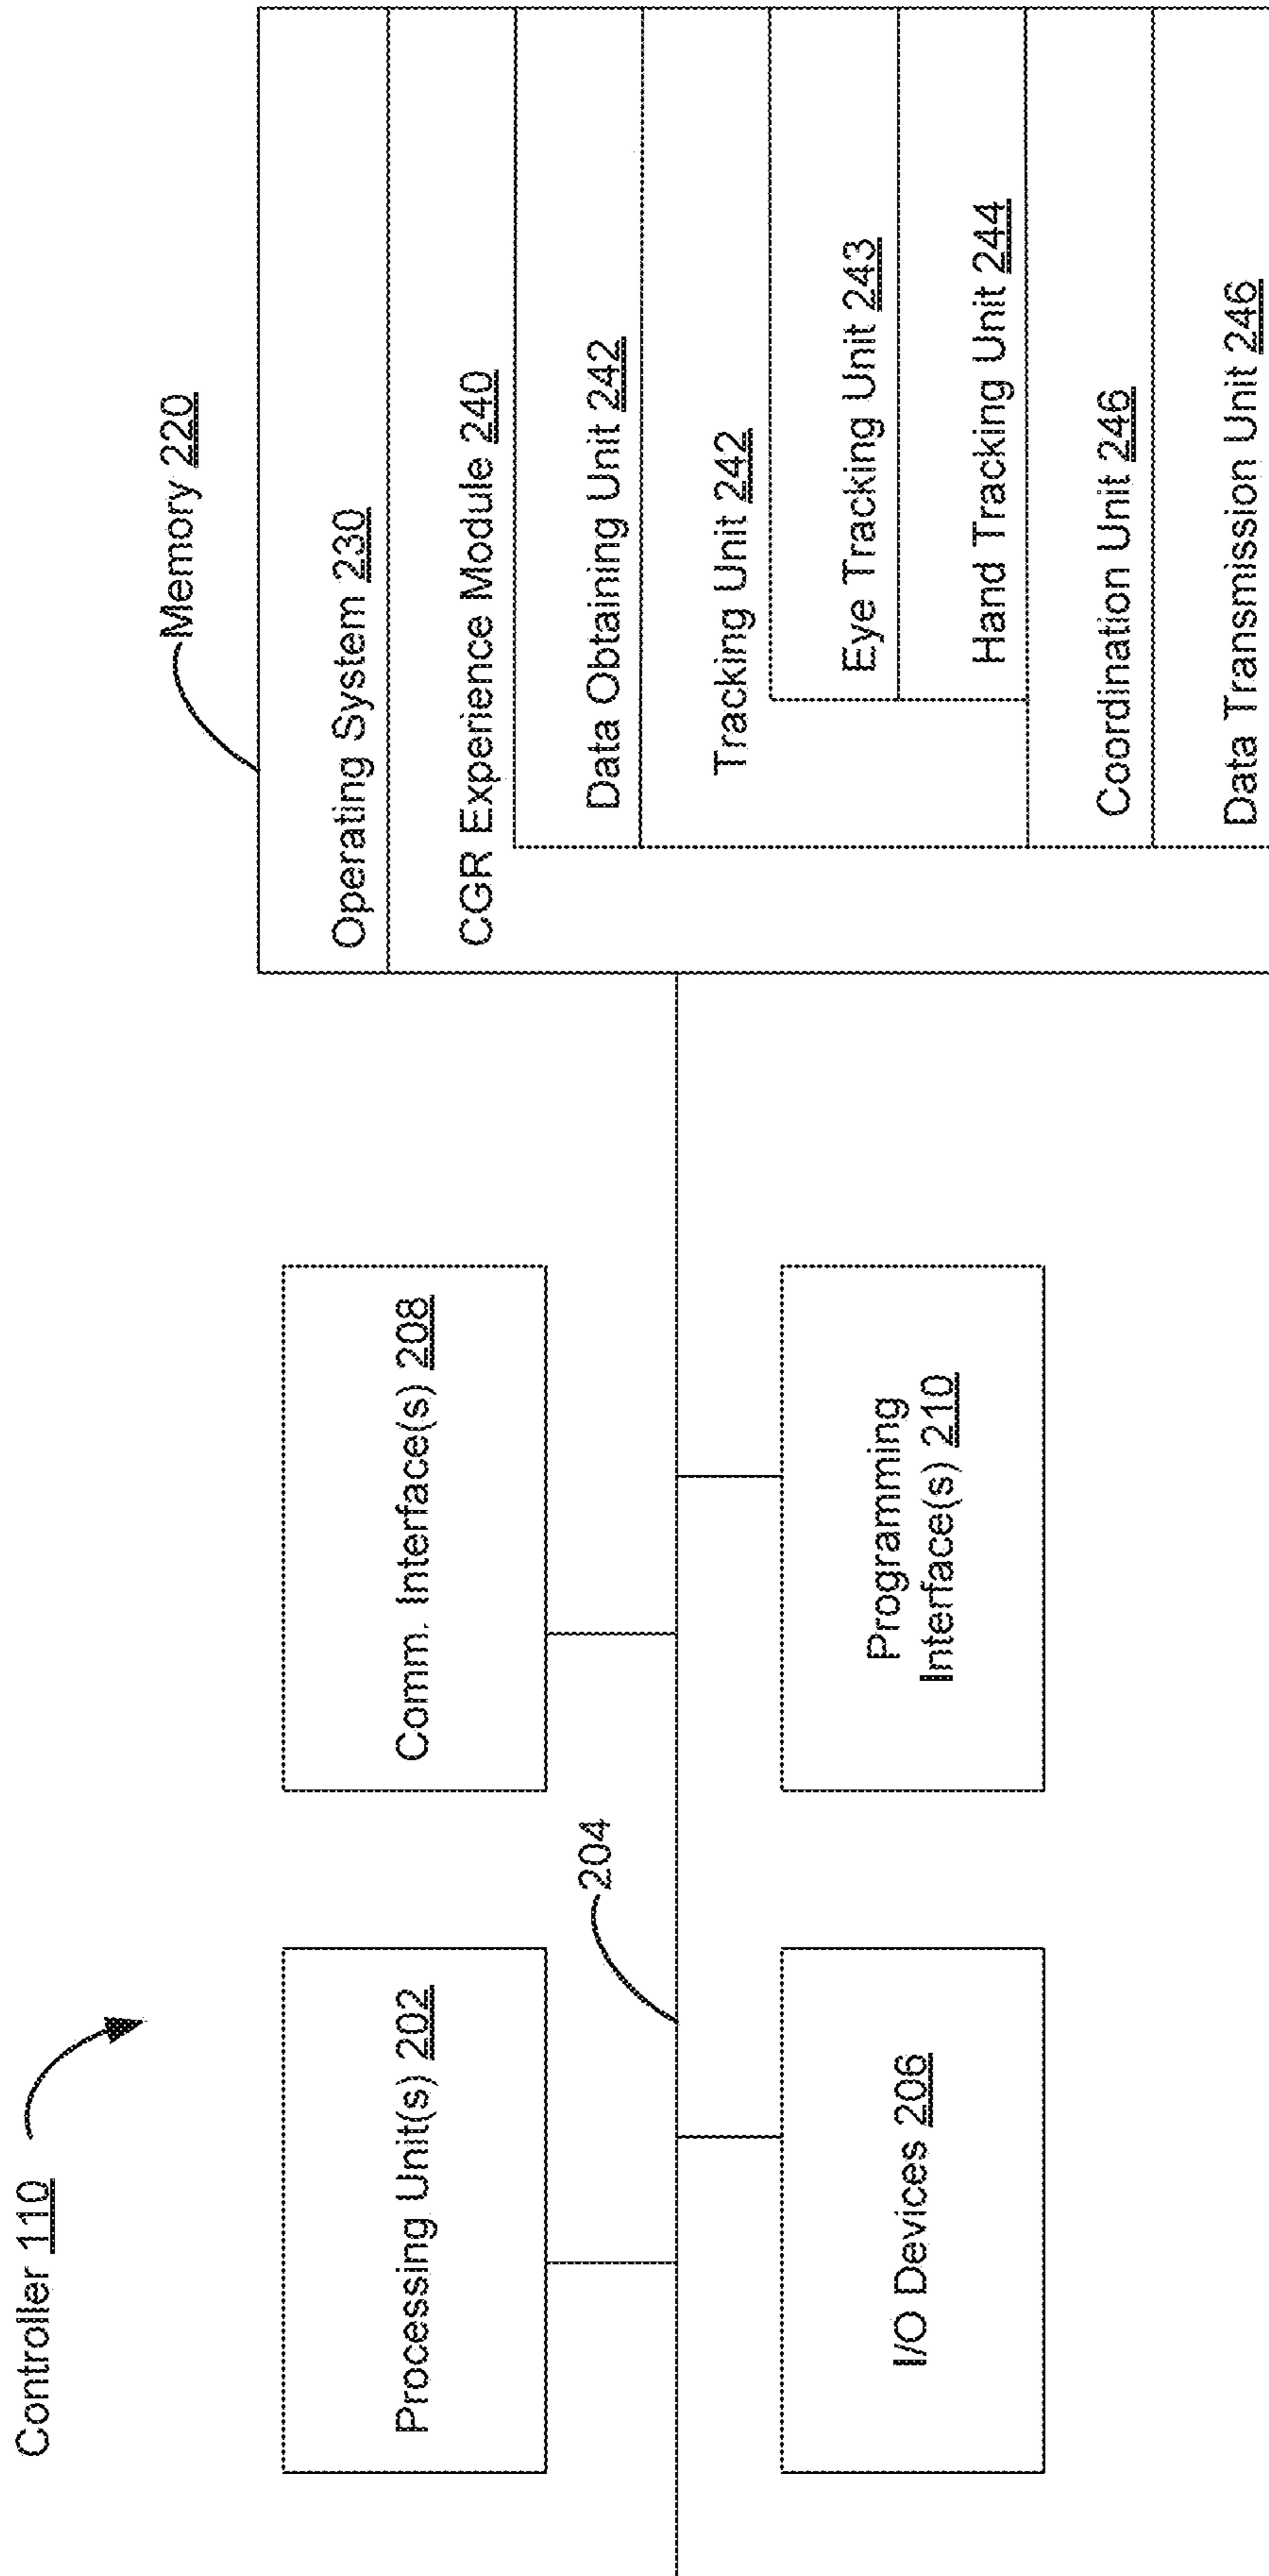 Controller 110
Memory 220
Processing Unit(s) 202
Comm. Interface(s) 208
204
I/O Devices 206
Programming
Interface(s) 210
Operating System 230
CGR Experience Module 240
Data Obtaining Unit 242
Tracking Unit 242
Eye Tracking Unit 243
Hand Tracking Unit 244
Coordination Unit 246
Data Transmission Unit 246